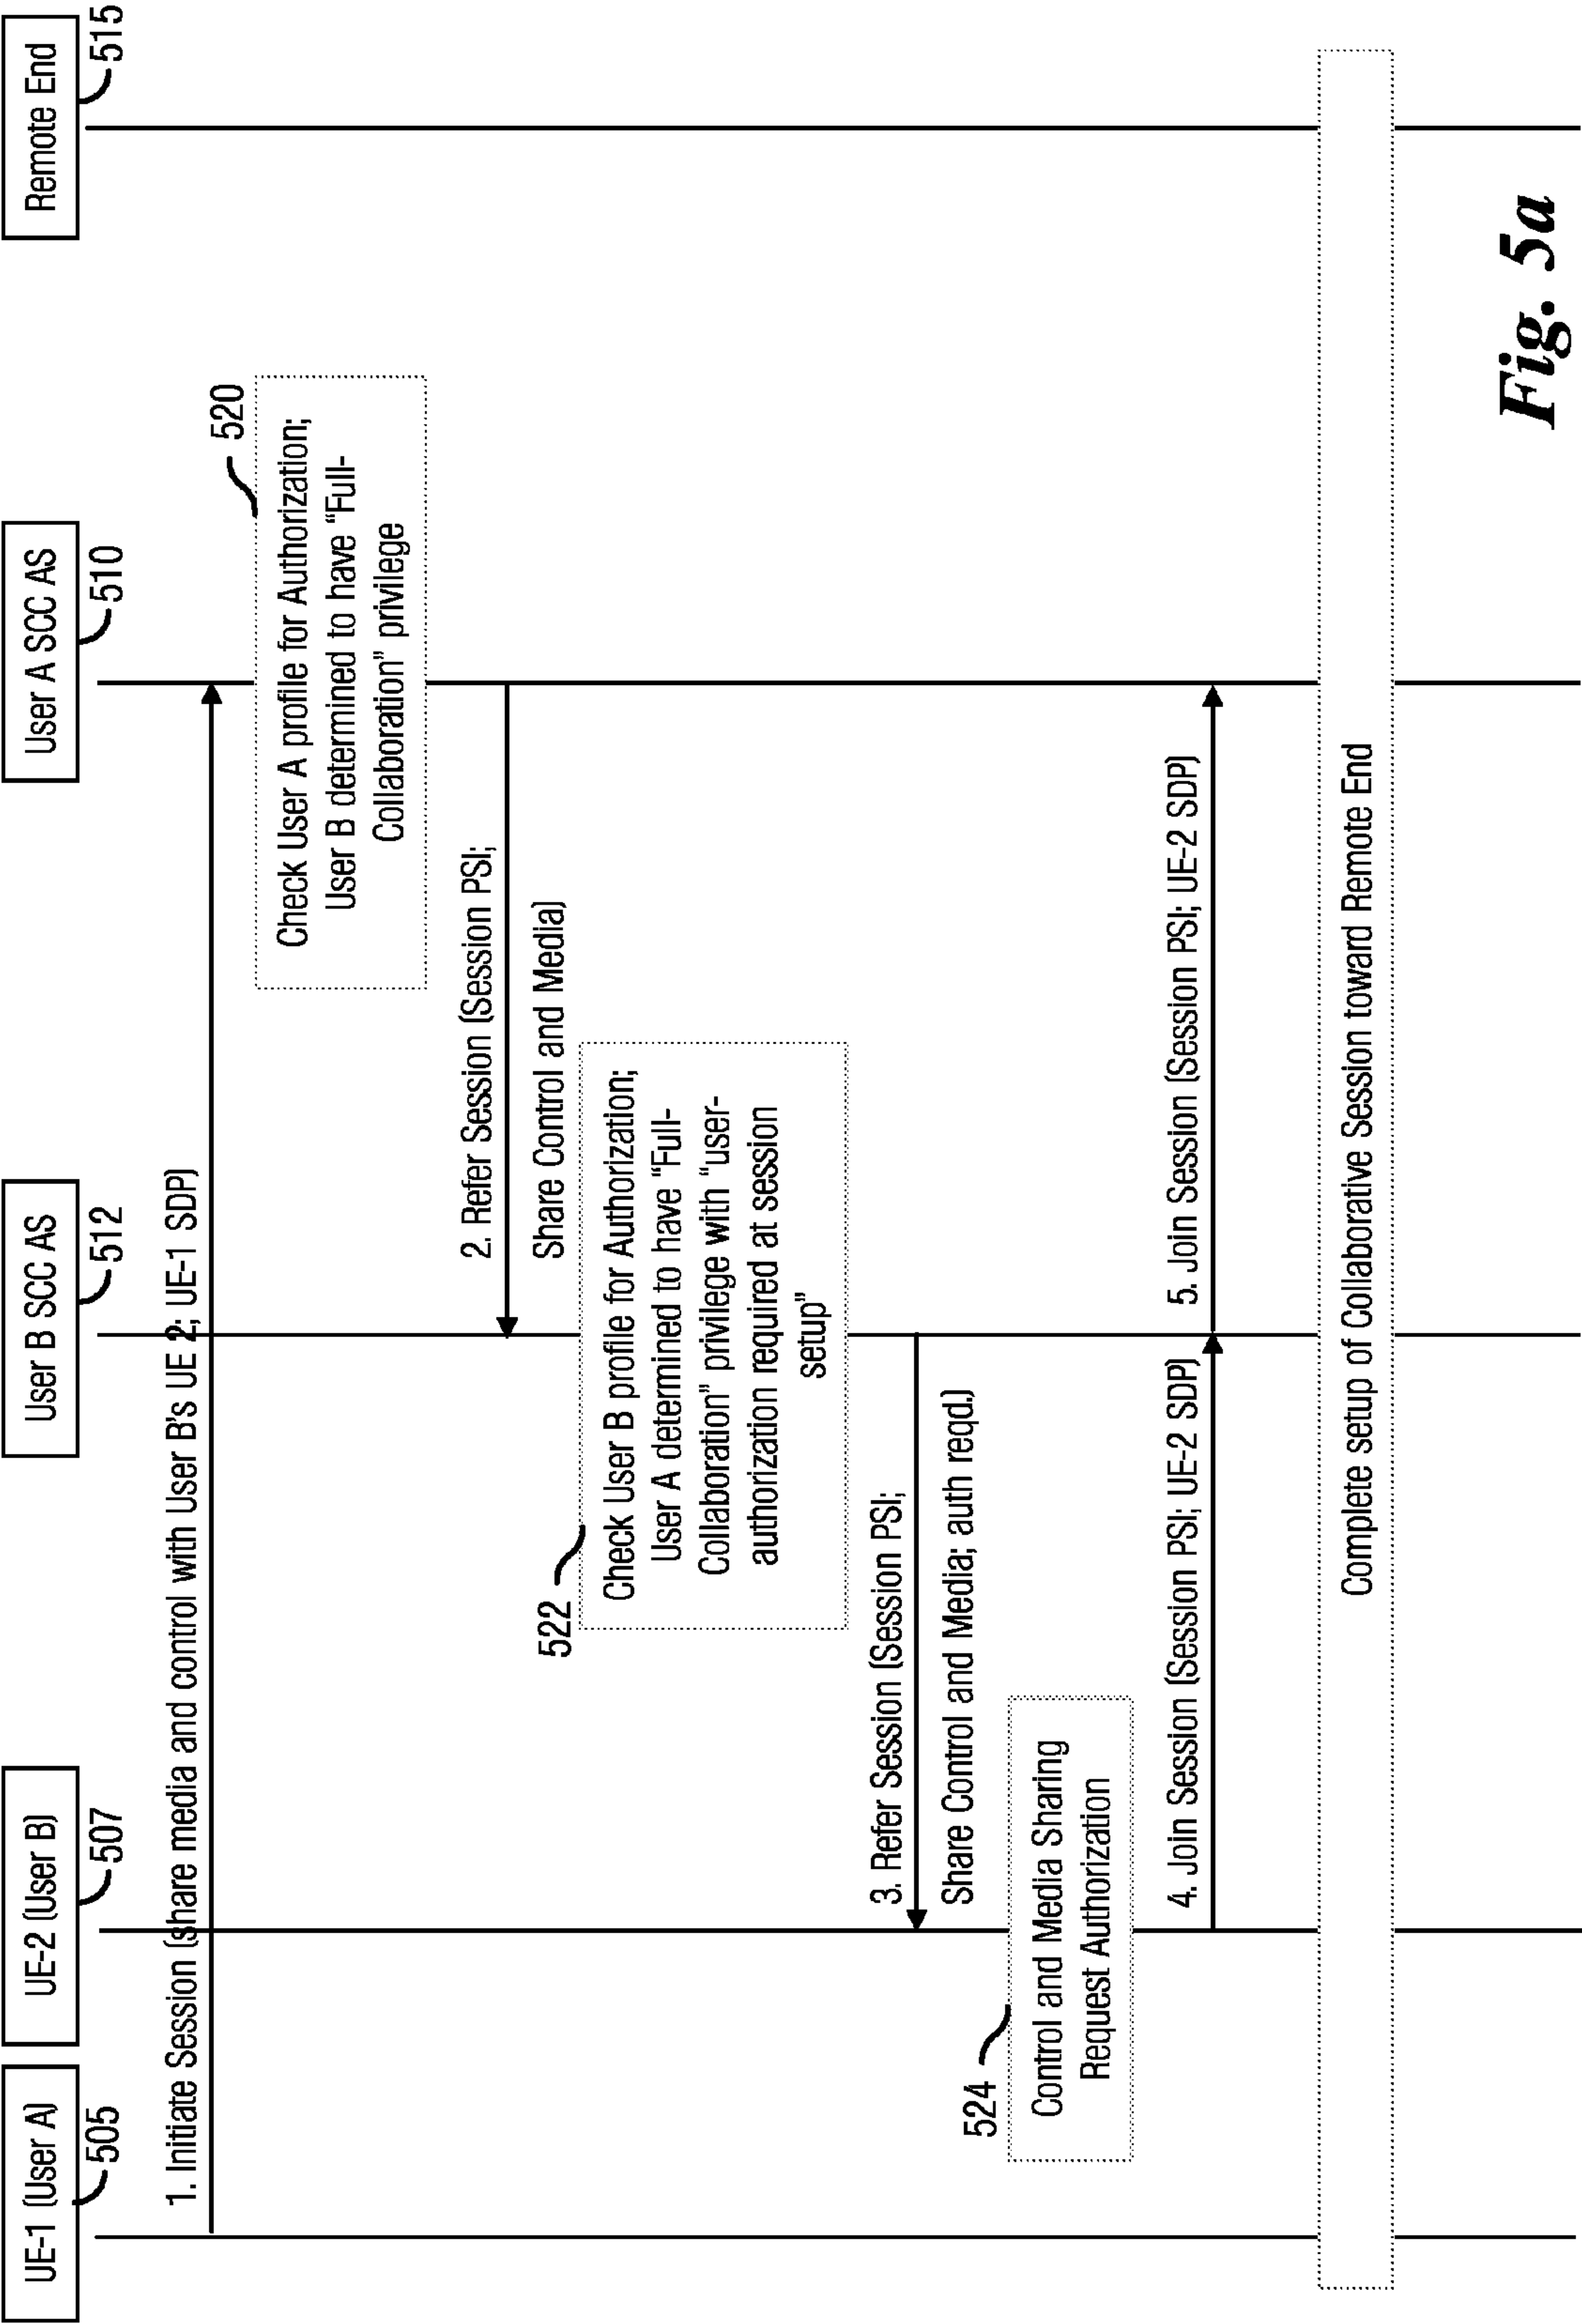 UE-1 (User A)
505
UE-2 (User B)
507
User B SCC AS
512
User A SCC AS
510
Remote End
515
1. Initiate Session (share media and control with User B's UE 2; UE-1 SDP)
520
Check User A profile for Authorization;
User B determined to have “Full-
Collaboration” privilege
2. Refer Session (Session PSI;
Share Control and Media)
522
Check User B profile for Authorization;
User A determined to have “Full-
Collaboration” privilege with “user-
authorization required at session
setup”
3. Refer Session (Session PSI;
Share Control and Media; auth reqd.)
524
Control and Media Sharing
Request Authorization
4. Join Session (Session PSI; UE-2 SDP)
5. Join Session (Session PSI; UE-2 SDP)
Complete setup of Collaborative Session toward Remote End
Fig. 5a